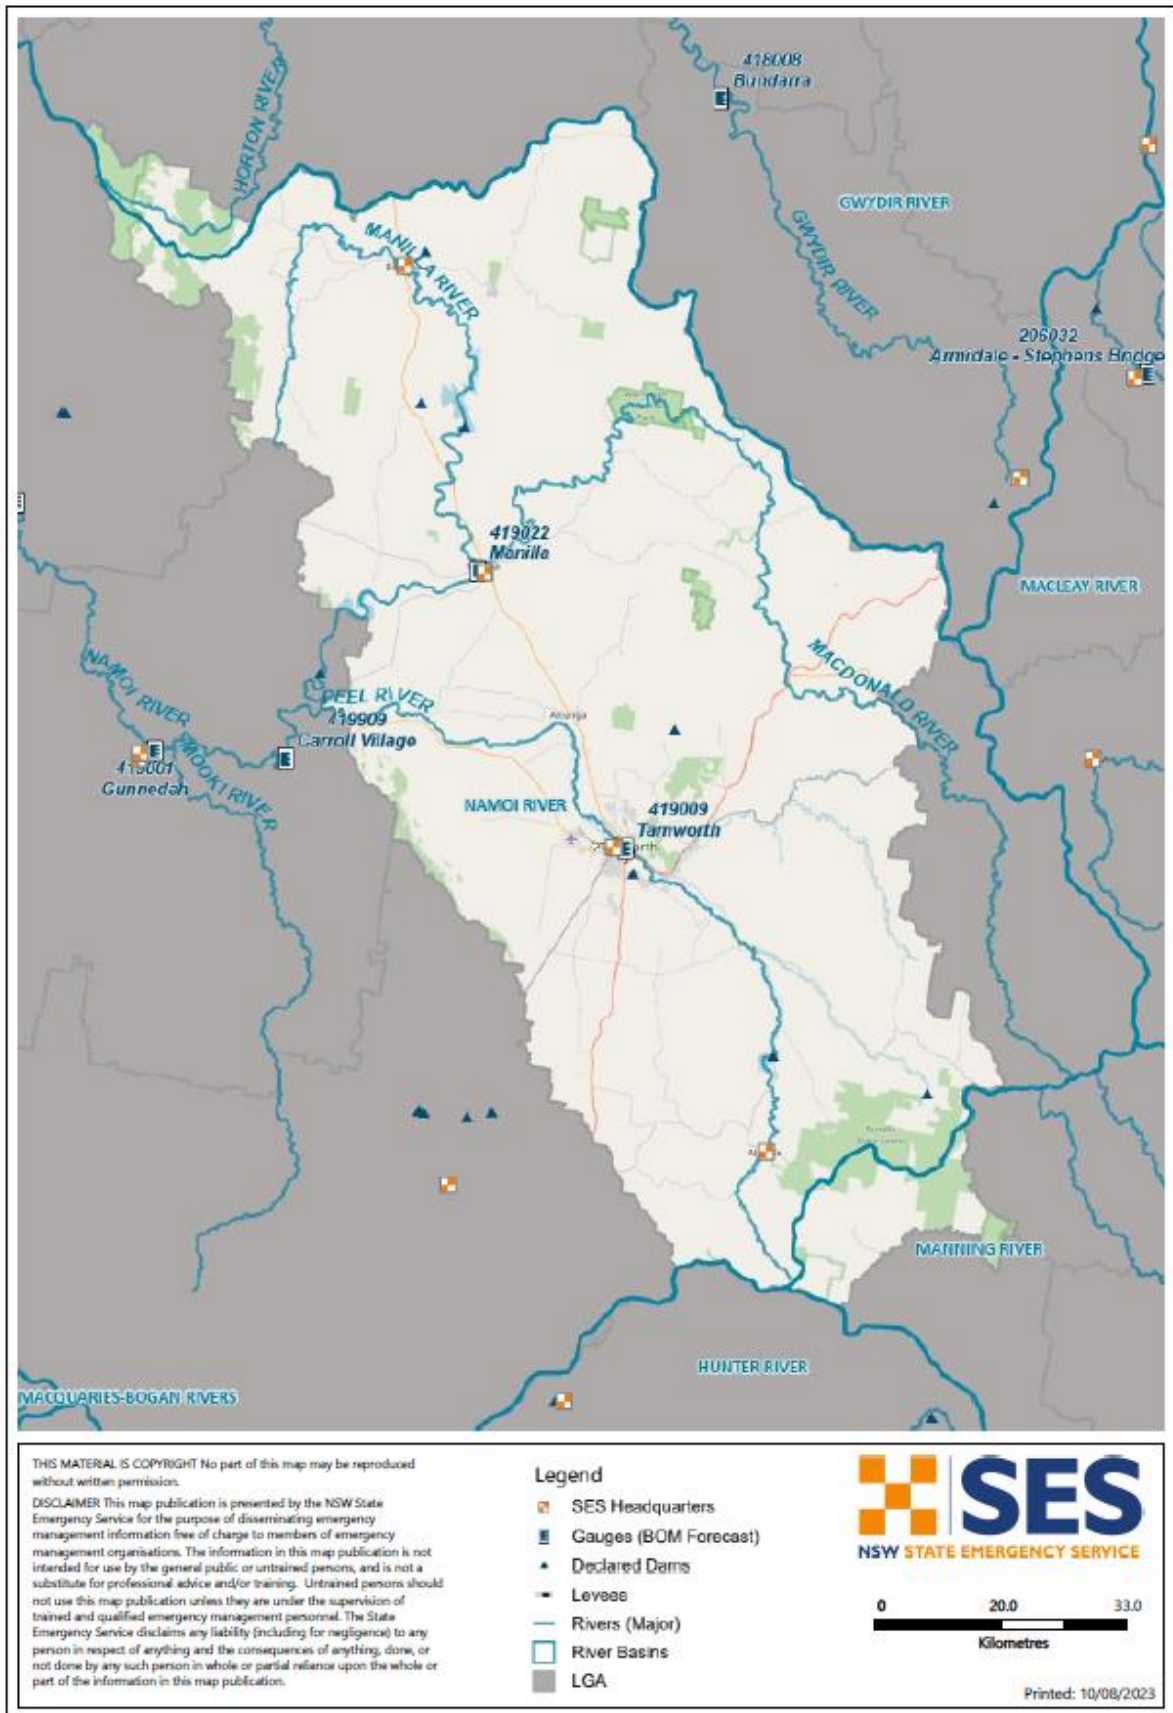 418008
Bundarra
HORTON RIVER
GWYDIR RIVER
MANILLA RIVER
GWYDIR RIVER
206032
Armidale - Stephens Bridge
419022
Manilla
MACLEAY RIVER
MACDONALD RIVER
NAMOI RIVER
PEEL RIVER
419909
Carroll Village
419001
Gunnedah
MOOKI RIVER
NAMOI RIVER
419009
Tamworth
MANNING RIVER
HUNTER RIVER
MACQUARIES-BOGAN RIVERS
THIS MATERIAL IS COPYRIGHT No part of this map may be reproduced
without written permission.
DISCLAIMER This map publication is presented by the NSW State
Emergency Service for the purpose of disseminating emergency
management information free of charge to members of emergency
management organisations. The information in this map publication is not
intended for use by the general public or untrained persons, and is not a
substitute for professional advice and/or training. Untrained persons should
not use this map publication unless they are under the supervision of
trained and qualified emergency management personnel. The State
Emergency Service disclaims any liability (including for negligence) to any
person in respect of anything and the consequences of anything, done, or
not done by any such person in whole or partial reliance upon the whole or
part of the information in this map publication.
Legend
SES Headquarters
Gauges (BOM Forecast)
Declared Dams
Levees
Rivers (Major)
River Basins
LGA
SES
NSW STATE EMERGENCY SERVICE
0 20.0 33.0
Kilometres
Printed: 10/08/2023